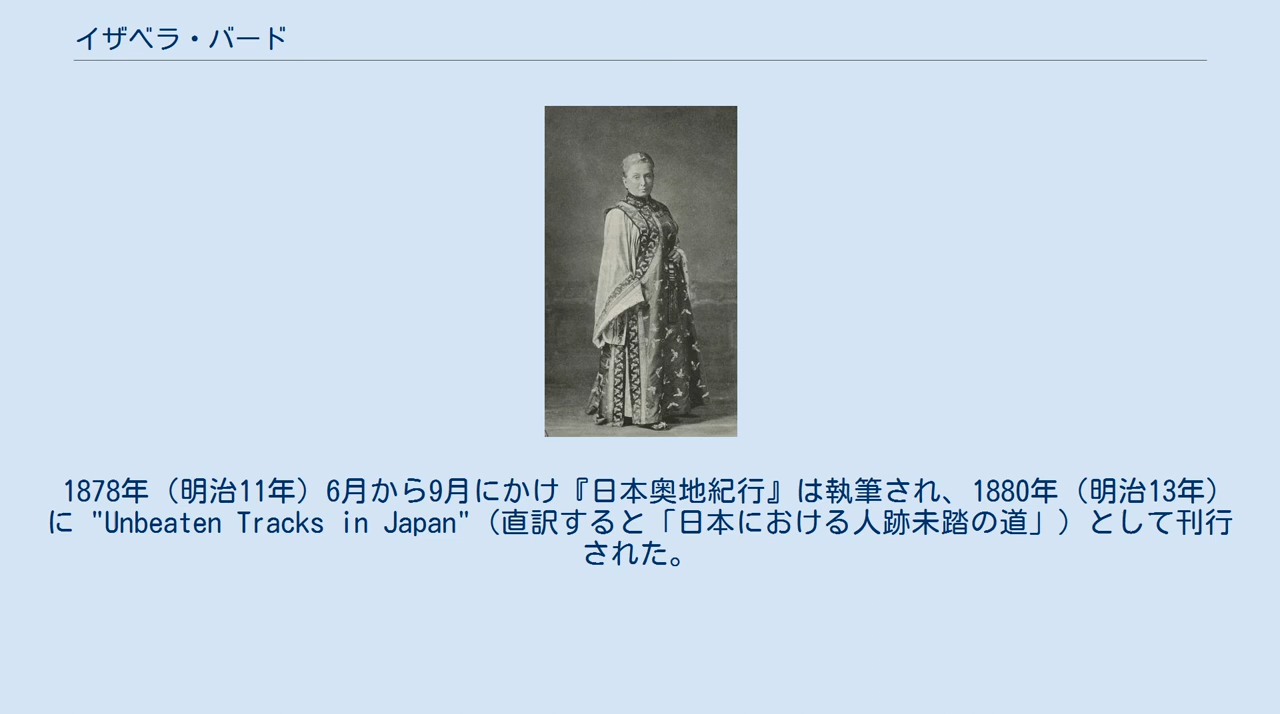 イザベラ・バード
1878年（明治11年）6月から9月にかけ『日本奥地紀行』は執筆され、1880年（明治13年）
に "Unbeaten Tracks in Japan"（直訳すると「日本における人跡未踏の道」）として刊行
された。